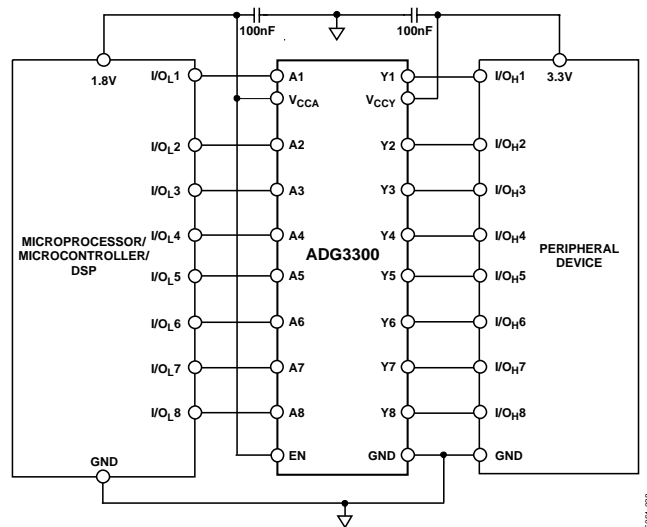 100nF 100nF
1.8V 3.3V
I/OL1 A1 Y1 I/OH1
VCCA VCCY
I/OL2 A2 Y2 I/OH2
I/OL3 A3 Y3 I/OH3
I/OL4 A4 Y4 I/OH4
MICROPROCESSOR/
MICROCONTROLLER/
DSP
ADG3300
PERIPHERAL
DEVICE
I/OL5 A5 Y5 I/OH5
I/OL6 A6 Y6 I/OH6
I/OL7 A7 Y7 I/OH7
I/OL8 A8 Y8 I/OH8
GND EN GND GND